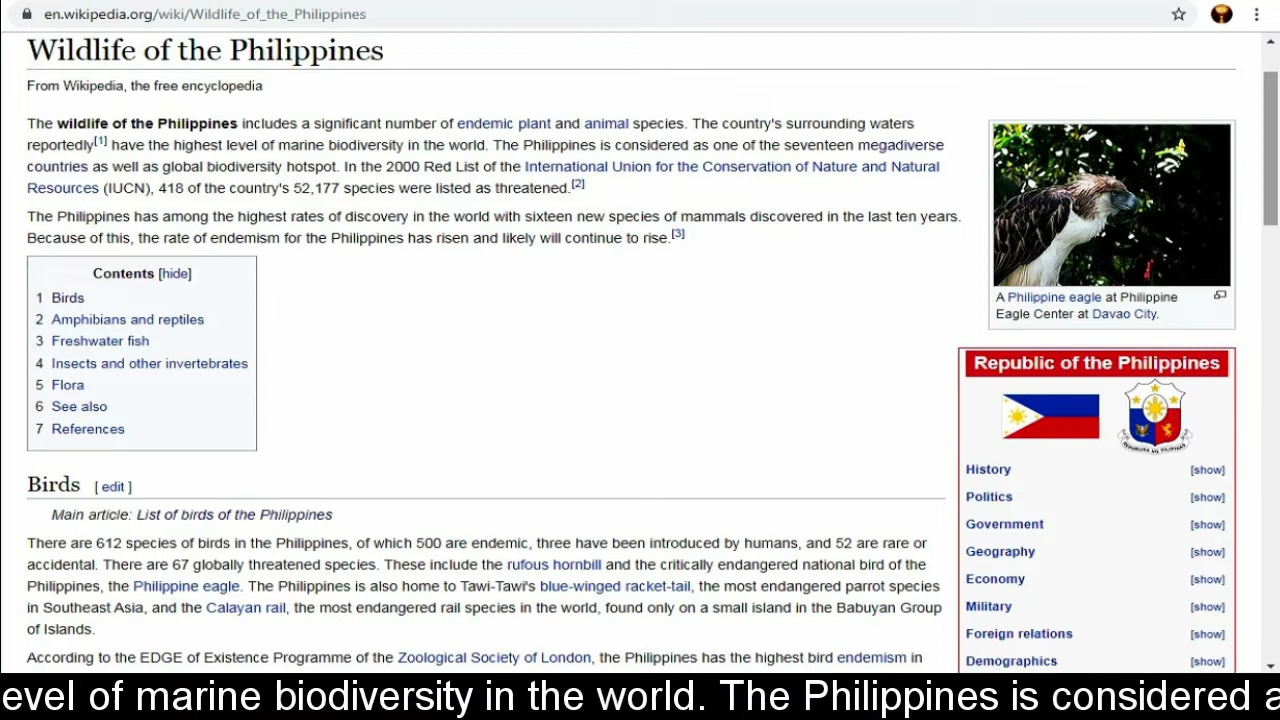 en.wikipedia.org/wiki/Wildlife_of_the_Philippines
Wildlife of the Philippines
From Wikipedia, the free encyclopedia
The wildlife of the Philippines includes a significant number of endemic plant and animal species. The country's surrounding waters
reportedly[1] have the highest level of marine biodiversity in the world. The Philippines is considered as one of the seventeen megadiverse
countries as well as global biodiversity hotspot. In the 2000 Red List of the International Union for the Conservation of Nature and Natural
Resources (IUCN), 418 of the country's 52,177 species were listed as threatened.[2]
The Philippines has among the highest rates of discovery in the world with sixteen new species of mammals discovered in the last ten years.
Because of this, the rate of endemism for the Philippines has risen and likely will continue to rise.[3]
Contents [hide]
1 Birds
2 Amphibians and reptiles
3 Freshwater fish
4 Insects and other invertebrates
5 Flora
6 See also
7 References
A Philippine eagle at Philippine
Eagle Center at Davao City.
Republic of the Philippines
History [show]
Politics [show]
Government [show]
Geography [show]
Economy [show]
Military [show]
Foreign relations [show]
Demographics [show]
Birds [ edit ]
Main article: List of birds of the Philippines
There are 612 species of birds in the Philippines, of which 500 are endemic, three have been introduced by humans, and 52 are rare or
accidental. There are 67 globally threatened species. These include the rufous hornbill and the critically endangered national bird of the
Philippines, the Philippine eagle. The Philippines is also home to Tawi-Tawi's blue-winged racket-tail, the most endangered parrot species
in Southeast Asia, and the Calayan rail, the most endangered rail species in the world, found only on a small island in the Babuyan Group
of Islands.
According to the EDGE of Existence Programme of the Zoological Society of London, the Philippines has the highest bird endemism in
evel of marine biodiversity in the world. The Philippines is considered a